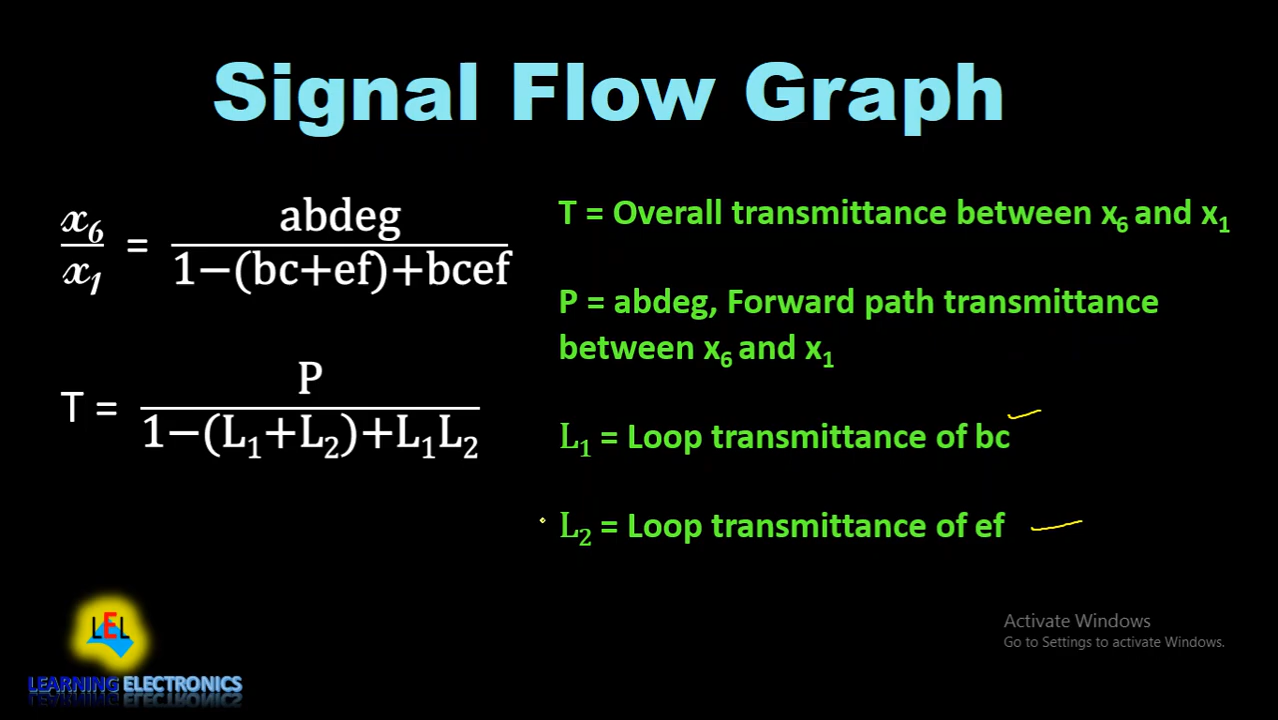 Signal Flow Graph
x₆/x₁ = abdeg/(1−(bc+ef)+bcef)
T = P/(1−(L₁+L₂)+L₁L₂)
T = Overall transmittance between x₆ and x₁
P = abdeg, Forward path transmittance
between x₆ and x₁
L₁ = Loop transmittance of bc
L₂ = Loop transmittance of ef
LEL
LEARNING ELECTRONICS
Activate Windows
Go to Settings to activate Windows.